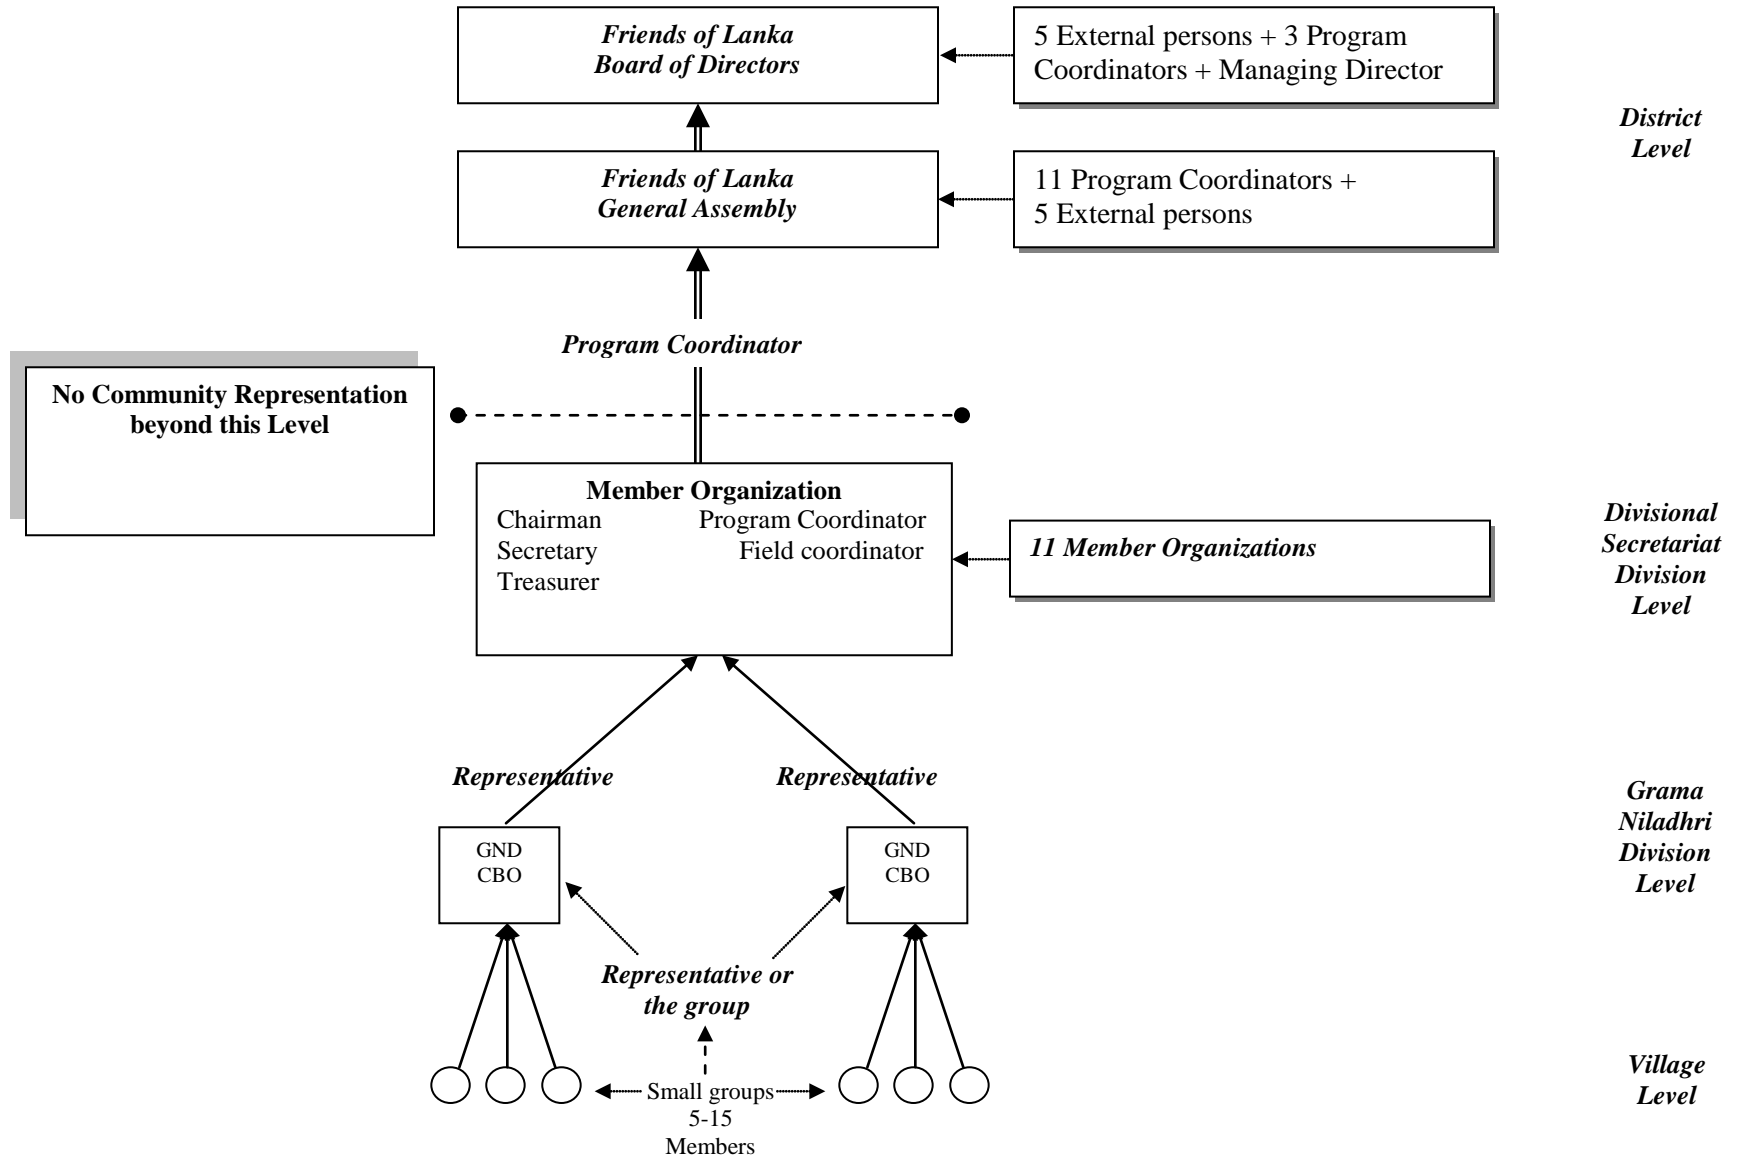 Friends of Lanka
Board of Directors
5 External persons + 3 Program
Coordinators + Managing Director
District
Level
Friends of Lanka
General Assembly
11 Program Coordinators +
5 External persons
Program Coordinator
No Community Representation
beyond this Level
Member Organization
Chairman Program Coordinator
Secretary Field coordinator
Treasurer
11 Member Organizations
Divisional
Secretariat
Division
Level
Representative
Representative
GND
CBO
GND
CBO
Grama
Niladhri
Division
Level
Representative or
the group
Small groups
5-15
Members
Village
Level